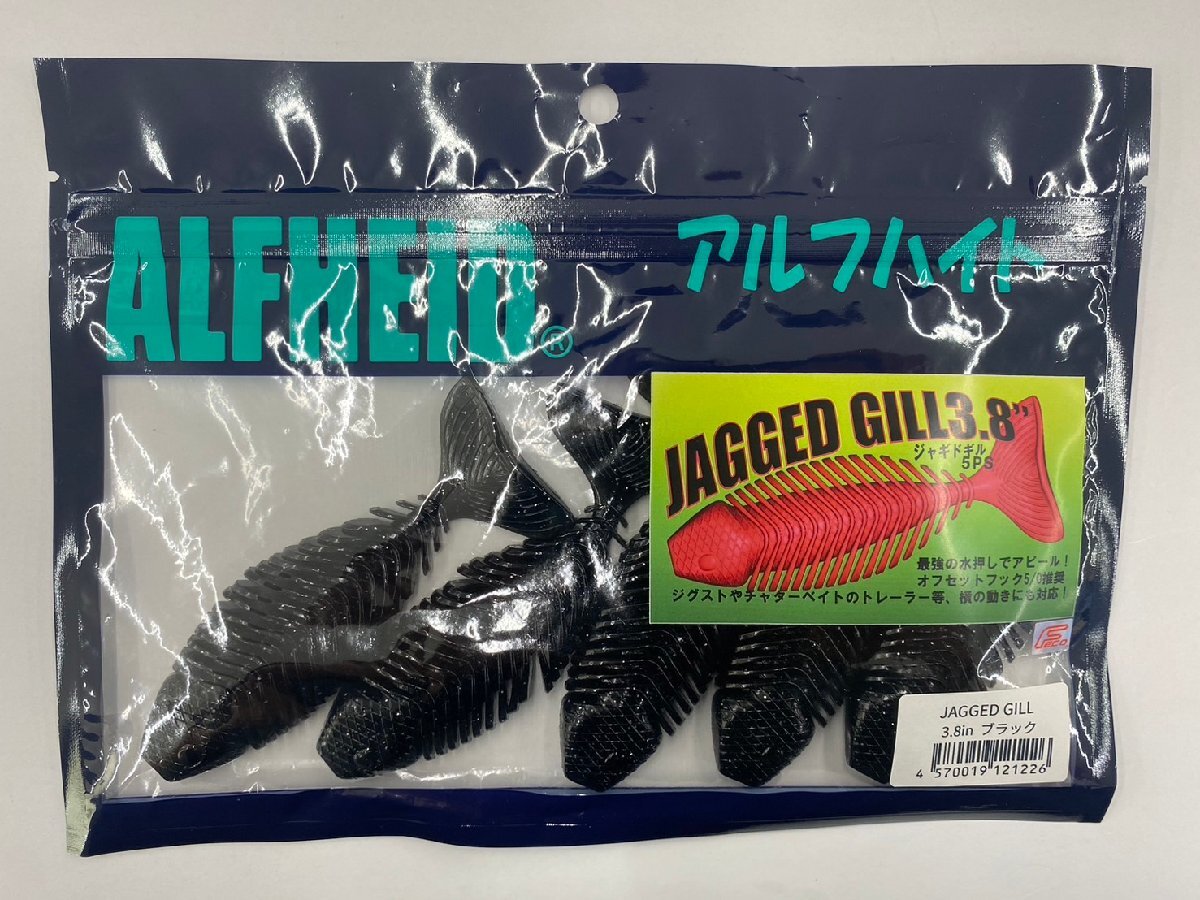 ALFHEID®
アルフハイト
JAGGED GILL3.8"
ジャギドギル
5PS
最強の水押しでアピール!
オフセットフック5/0推奨
ジグストやチャターベイトのトレーラー等、横の動きにも対応!
FECO
JAGGED GILL
3.8in ブラック
4 570019 121226